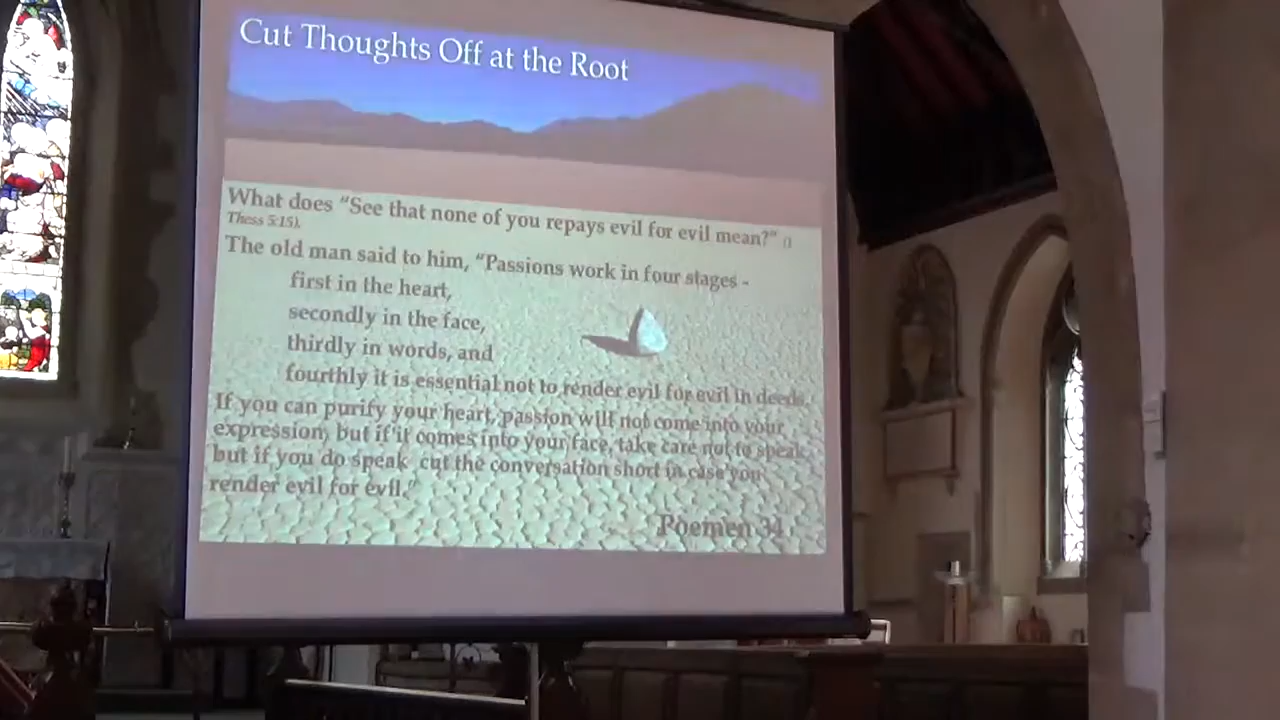 Cut Thoughts Off at the Root
What does “See that none of you repays evil for evil mean?” (1
Thess 5:15).
The old man said to him, “Passions work in four stages -
first in the heart,
secondly in the face,
thirdly in words, and
fourthly it is essential not to render evil for evil in deeds.
If you can purify your heart, passion will not come into your
expression, but if it comes into your face, take care not to speak,
but if you do speak, cut the conversation short in case you
render evil for evil.”
Poemen 34